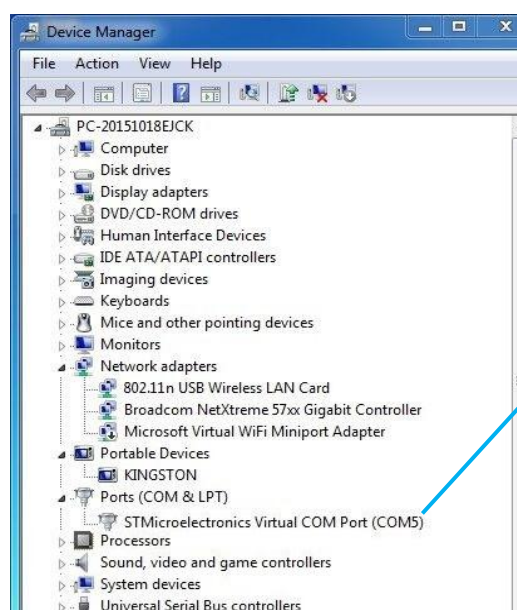 Device Manager
File Action View Help
PC-20151018EJCK
Computer
Disk drives
Display adapters
DVD/CD-ROM drives
Human Interface Devices
IDE ATA/ATAPI controllers
Imaging devices
Keyboards
Mice and other pointing devices
Monitors
Network adapters
802.11n USB Wireless LAN Card
Broadcom NetXtreme 57xx Gigabit Controller
Microsoft Virtual WiFi Miniport Adapter
Portable Devices
KINGSTON
Ports (COM & LPT)
STMicroelectronics Virtual COM Port (COM5)
Processors
Sound, video and game controllers
System devices
Universal Serial Bus controllers